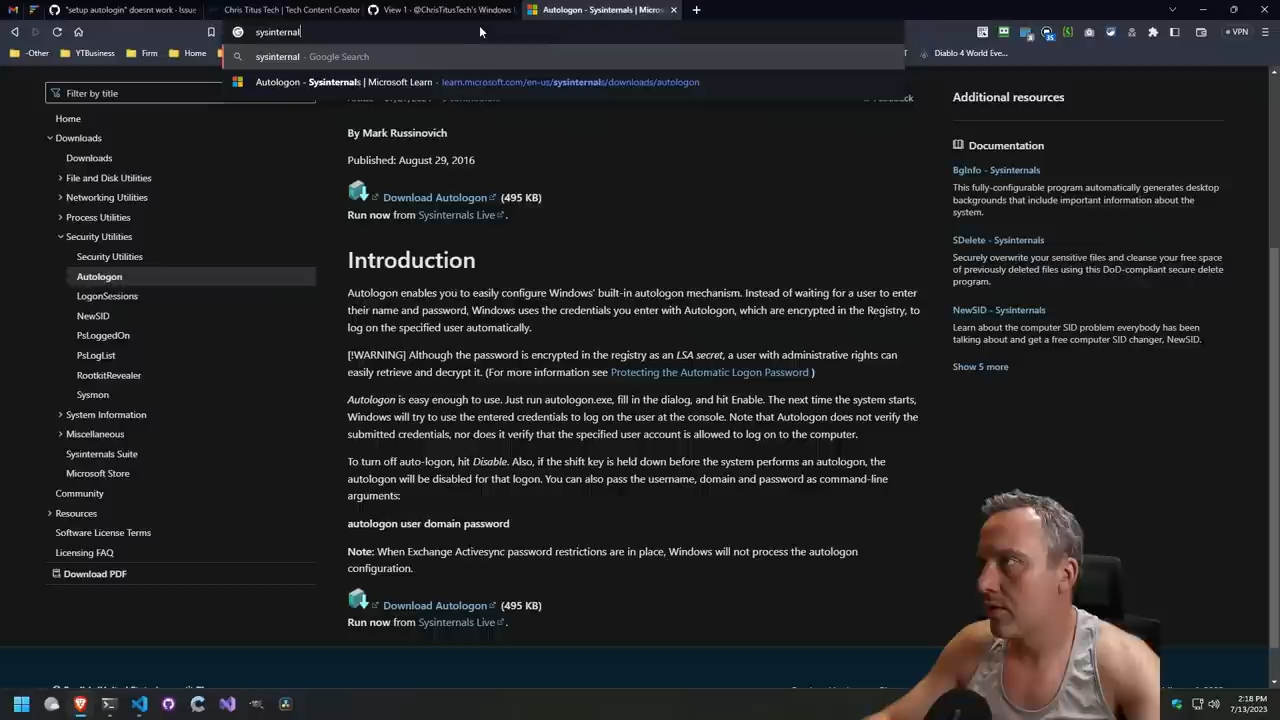 "setup autologin" doesnt work - Issue
Chris Titus Tech | Tech Content Creator
View 1 · @ChrisTitusTech's Windows
Autologon - Sysinternals | Micros
sysinternal
VPN
-Other
YTBusiness
Firm
Home
Diablo 4 World Eve...
sysinternal - Google Search
Autologon - Sysinternals | Microsoft Learn - learn.microsoft.com/en-us/sysinternals/downloads/autologon
Filter by title
Home
Downloads
Downloads
File and Disk Utilities
Networking Utilities
Process Utilities
Security Utilities
Security Utilities
Autologon
LogonSessions
NewSID
PsLoggedOn
PsLogList
RootkitRevealer
Sysmon
System Information
Miscellaneous
Sysinternals Suite
Microsoft Store
Community
Resources
Software License Terms
Licensing FAQ
Download PDF
By Mark Russinovich
Published: August 29, 2016
Download Autologon (495 KB)
Run now from Sysinternals Live.
Introduction
Autologon enables you to easily configure Windows' built-in autologon mechanism. Instead of waiting for a user to enter
their name and password, Windows uses the credentials you enter with Autologon, which are encrypted in the Registry, to
log on the specified user automatically.
[!WARNING] Although the password is encrypted in the registry as an LSA secret, a user with administrative rights can
easily retrieve and decrypt it. (For more information see Protecting the Automatic Logon Password )
Autologon is easy enough to use. Just run autologon.exe, fill in the dialog, and hit Enable. The next time the system starts,
Windows will try to use the entered credentials to log on the user at the console. Note that Autologon does not verify the
submitted credentials, nor does it verify that the specified user account is allowed to log on to the computer.
To turn off auto-logon, hit Disable. Also, if the shift key is held down before the system performs an autologon, the
autologon will be disabled for that logon. You can also pass the username, domain and password as command-line
arguments:
autologon user domain password
Note: When Exchange Activesync password restrictions are in place, Windows will not process the autologon
configuration.
Download Autologon (495 KB)
Run now from Sysinternals Live.
Additional resources
Documentation
BgInfo - Sysinternals
This fully-configurable program automatically generates desktop
backgrounds that include important information about the
system.
SDelete - Sysinternals
Securely overwrite your sensitive files and cleanse your free space
of previously deleted files using this DoD-compliant secure delete
program.
NewSID - Sysinternals
Learn about the computer SID problem everybody has been
talking about and get a free computer SID changer, NewSID.
Show 5 more
2:18 PM
7/13/2023